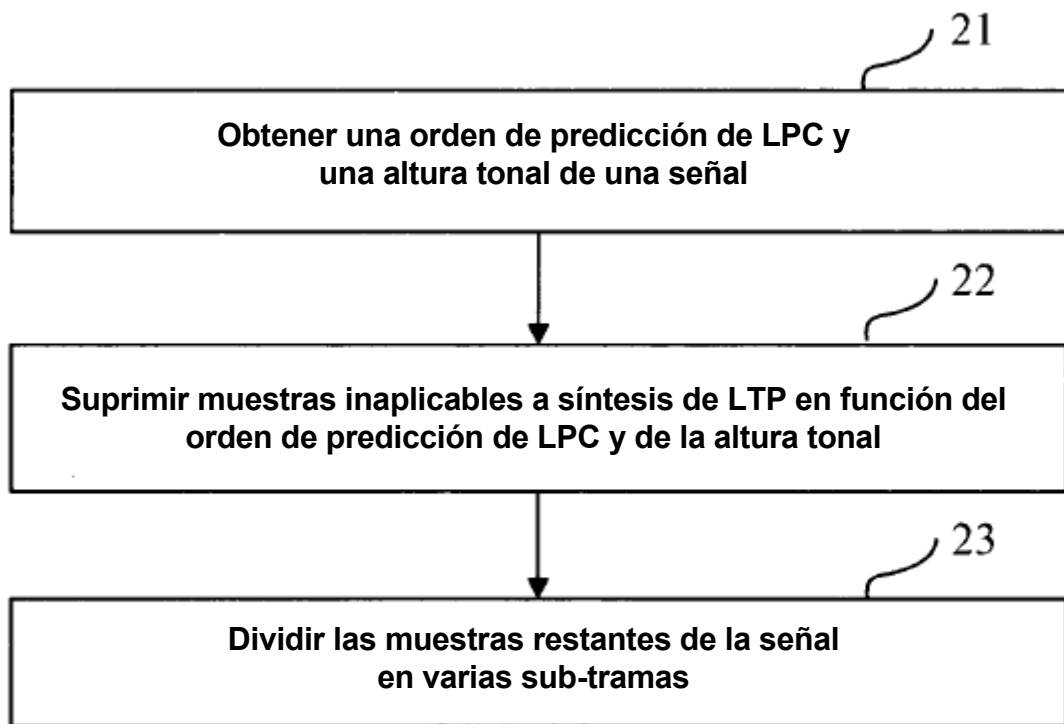 21
Obtener una orden de predicción de LPC y
una altura tonal de una señal
22
Suprimir muestras inaplicables a síntesis de LTP en función del
orden de predicción de LPC y de la altura tonal
23
Dividir las muestras restantes de la señal
en varias sub-tramas